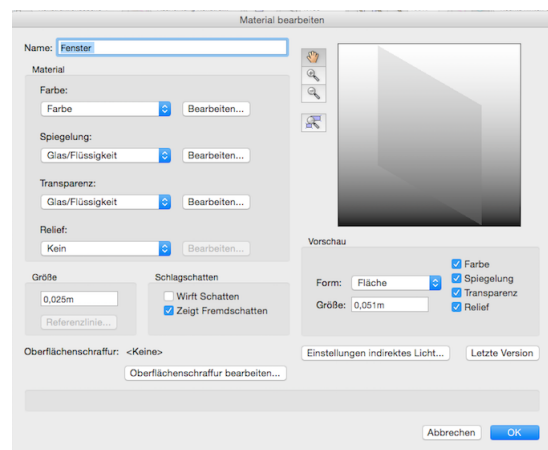 Material bearbeiten
Name: Fenster
Material
Farbe:
Farbe Bearbeiten...
Spiegelung:
Glas/Flüssigkeit Bearbeiten...
Transparenz:
Glas/Flüssigkeit Bearbeiten...
Relief:
Kein Bearbeiten...
Größe
0,025m
Referenzlinie...
Schlagschatten
Wirft Schatten
Zeigt Fremdschatten
Oberflächenschraffur: <Keine>
Oberflächenschraffur bearbeiten...
Vorschau
Form: Fläche
Größe: 0,051m
Farbe
Spiegelung
Transparenz
Relief
Einstellungen indirektes Licht... Letzte Version
Abbrechen OK